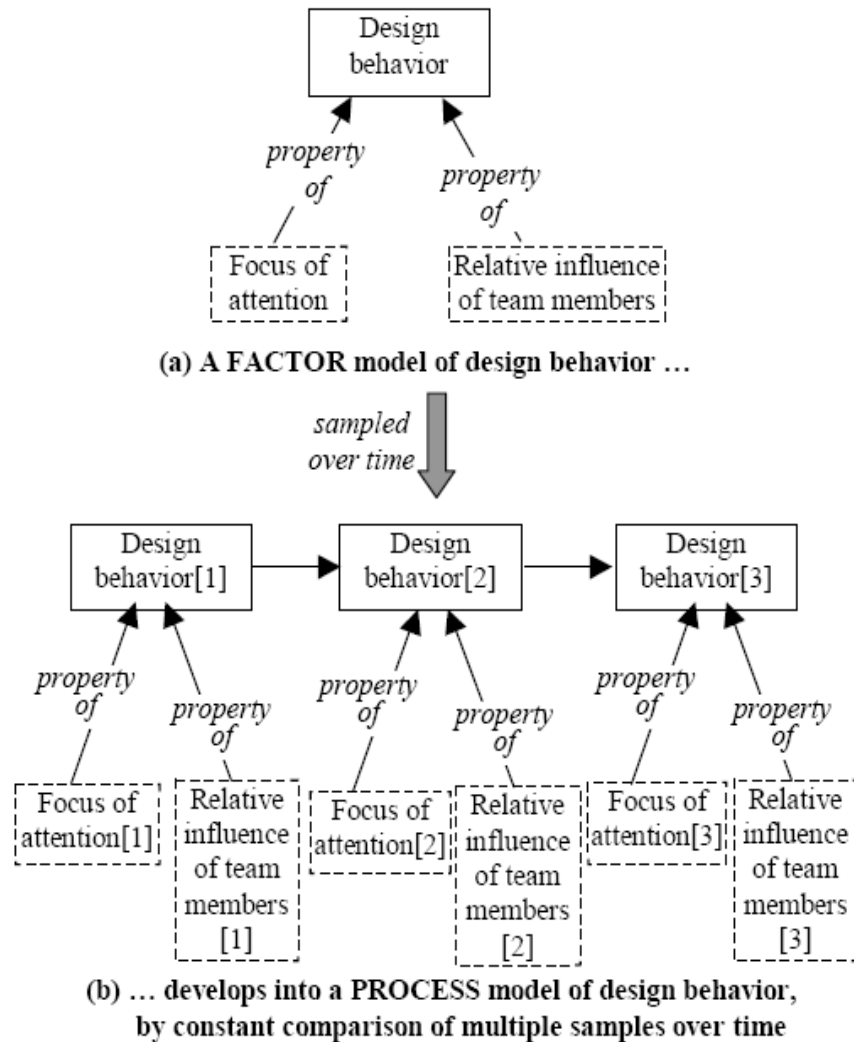 Design
behavior
property
of
property
of
Focus of
attention
Relative influence
of team members
(a) A FACTOR model of design behavior …
sampled
over time
Design
behavior[1]
Design
behavior[2]
Design
behavior[3]
property
of
property
of
property
of
property
of
property
of
property
of
Focus of
attention[1]
Relative
influence
of team
members
[1]
Focus of
attention[2]
Relative
influence
of team
members
[2]
Focus of
attention[3]
Relative
influence
of team
members
[3]
(b) … develops into a PROCESS model of design behavior,
by constant comparison of multiple samples over time